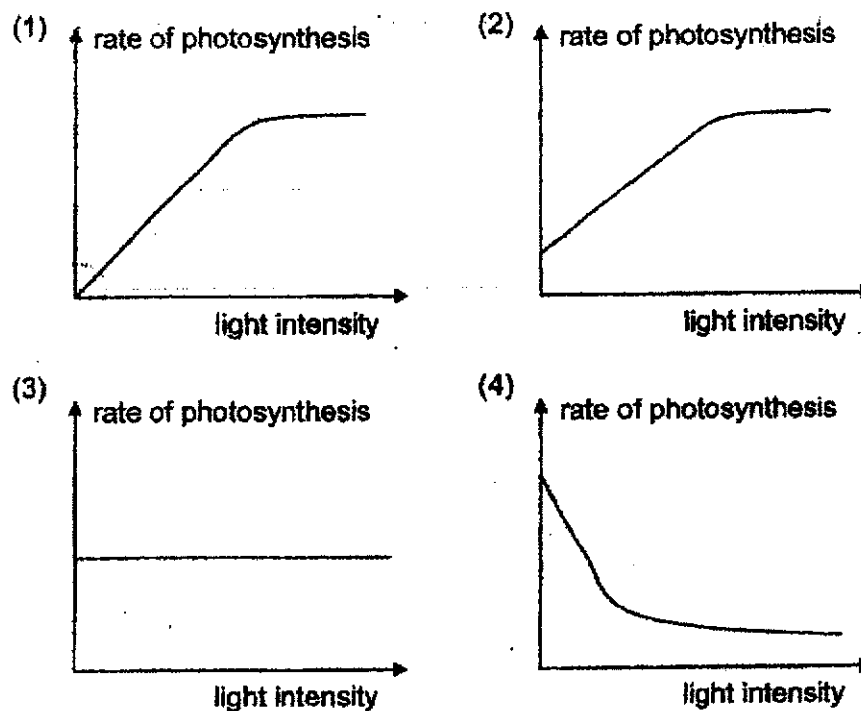 (1) rate of photosynthesis
light intensity
(2) rate of photosynthesis
light intensity
(3) rate of photosynthesis
light intensity
(4) rate of photosynthesis
light intensity